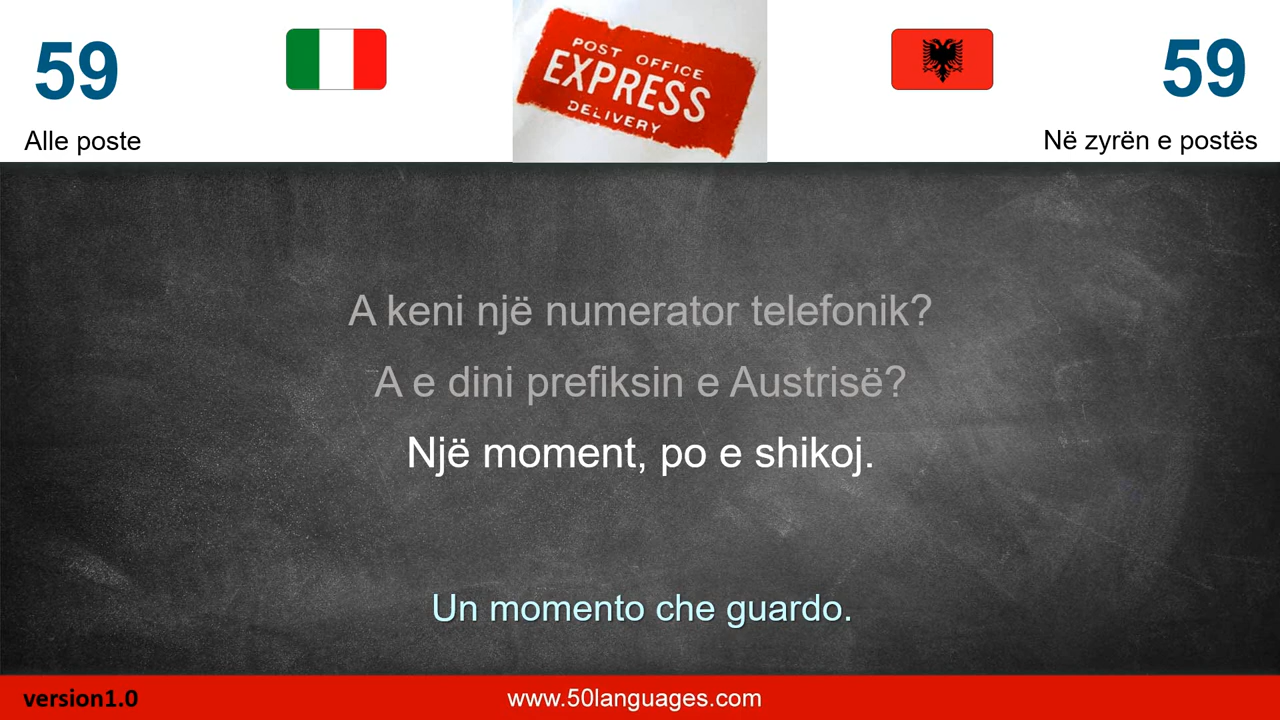 59
59
Alle poste
Në zyrën e postës
POST OFFICE
EXPRESS
DELIVERY
A keni një numerator telefonik?
A e dini prefiksin e Austrisë?
Një moment, po e shikoj.
Un momento che guardo.
version1.0
www.50languages.com